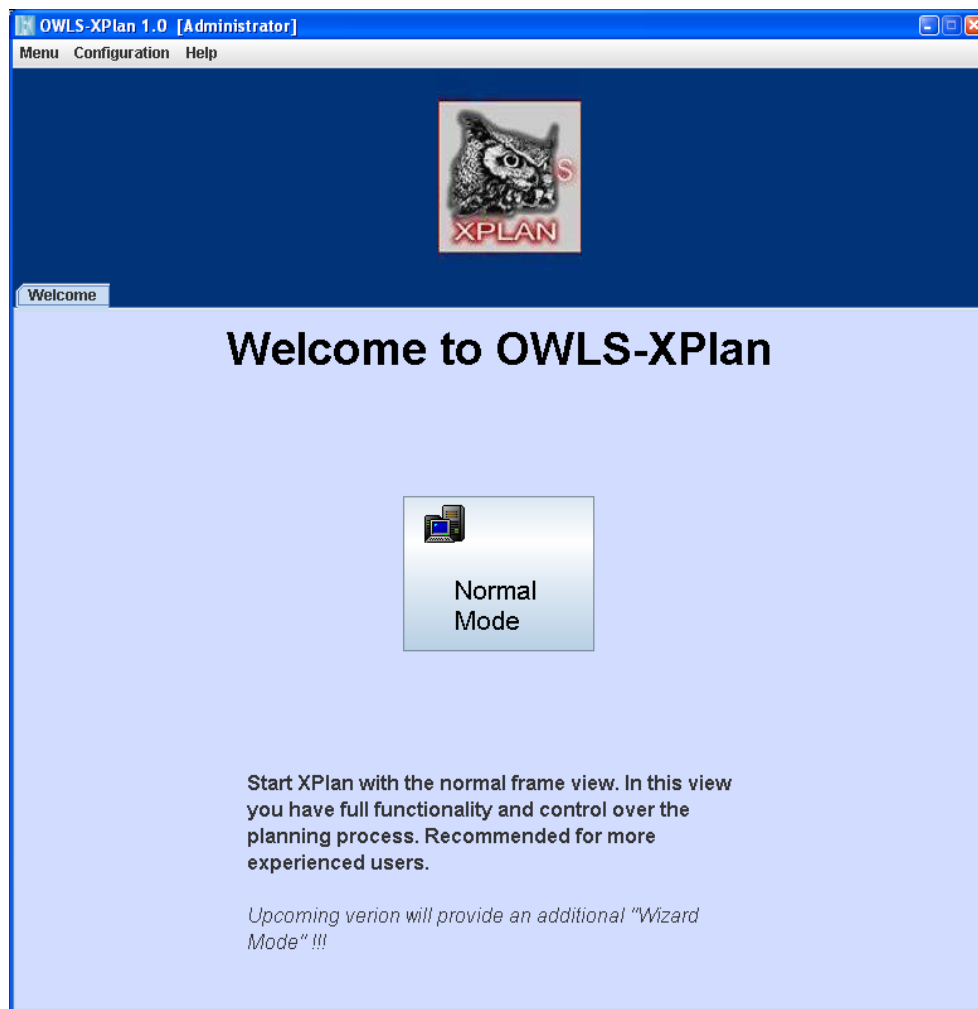 OWLS-XPlan 1.0 [Administrator]
Menu Configuration Help
S
XPLAN
Welcome
Welcome to OWLS-XPlan
Normal
Mode
Start XPlan with the normal frame view. In this view
you have full functionality and control over the
planning process. Recommended for more
experienced users.
Upcoming verion will provide an additional "Wizard
Mode" !!!